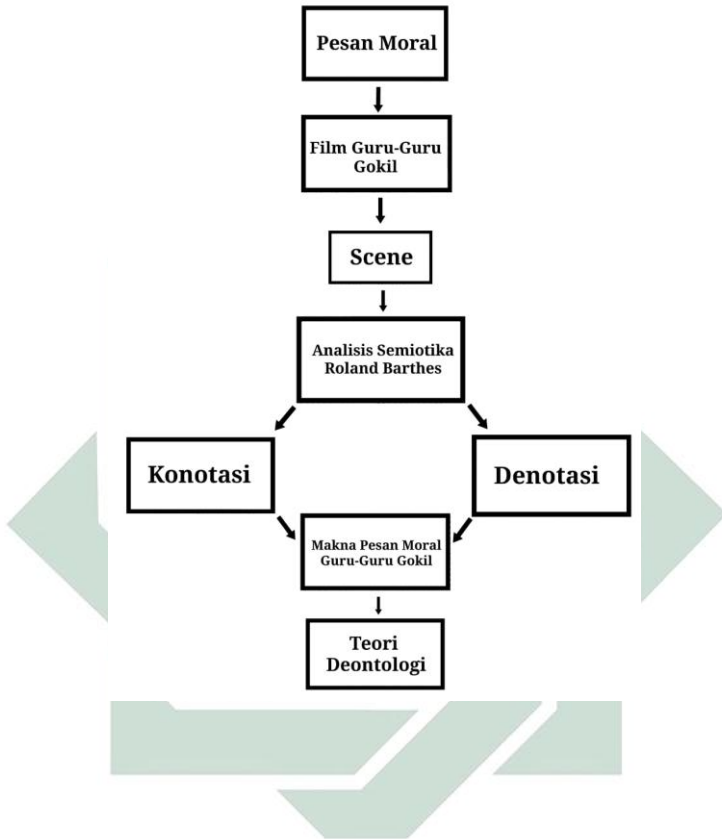 Pesan Moral
Film Guru-Guru
Gokil
Scene
Analisis Semiotika
Roland Barthes
Konotasi
Denotasi
Makna Pesan Moral
Guru-Guru Gokil
Teori
Deontologi